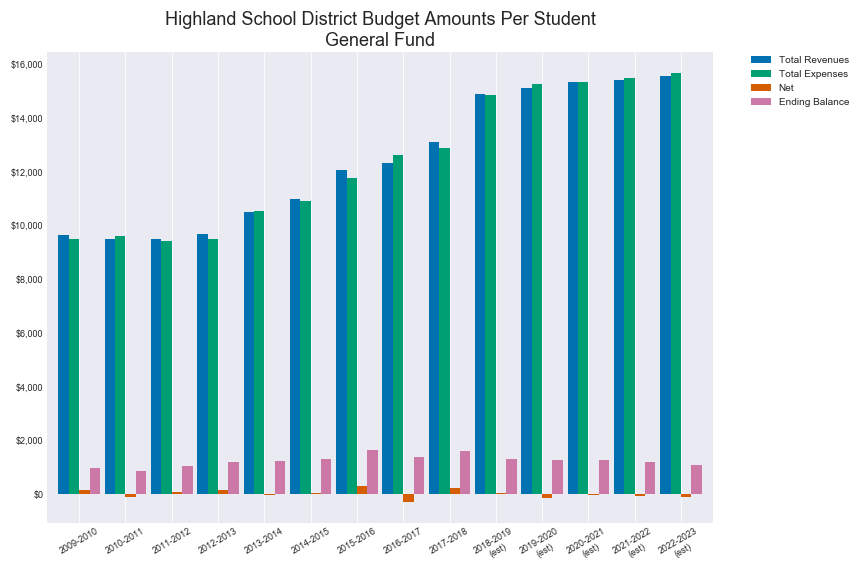 Highland School District Budget Amounts Per Student
General Fund
Total Revenues
Total Expenses
Net
Ending Balance
$16,000
$14,000
$12,000
$10,000
$8,000
$6,000
$4,000
$2,000
$0
2009-2010
2010-2011
2011-2012
2012-2013
2013-2014
2014-2015
2015-2016
2016-2017
2017-2018
2018-2019
(est)
2019-2020
(est)
2020-2021
(est)
2021-2022
(est)
2022-2023
(est)